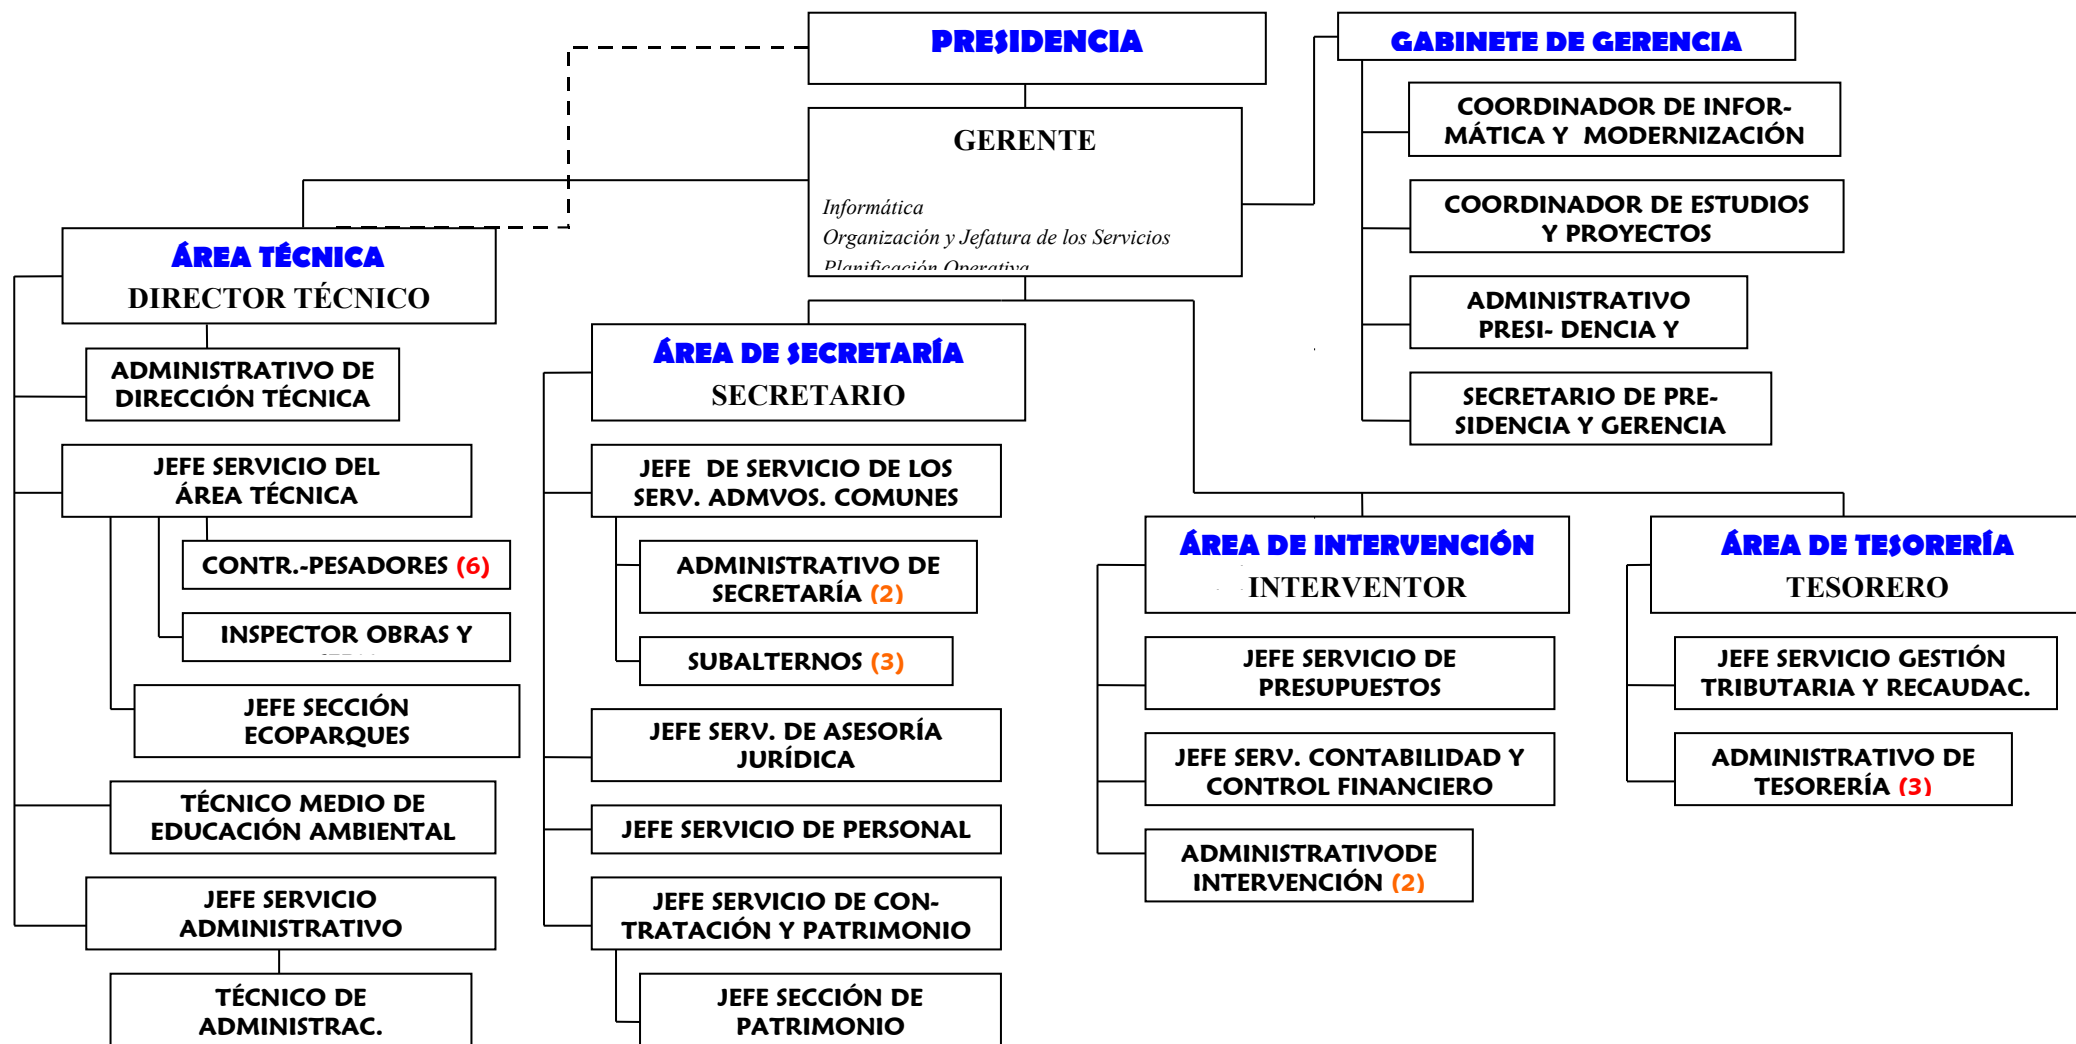 PRESIDENCIA
GERENTE
Informática
Organización y Jefatura de los Servicios
Planificación Operativa
GABINETE DE GERENCIA
COORDINADOR DE INFOR-
MÁTICA Y MODERNIZACIÓN
COORDINADOR DE ESTUDIOS
Y PROYECTOS
ADMINISTRATIVO
PRESI- DENCIA Y
SECRETARIO DE PRE-
SIDENCIA Y GERENCIA
ÁREA TÉCNICA
DIRECTOR TÉCNICO
ADMINISTRATIVO DE
DIRECCIÓN TÉCNICA
JEFE SERVICIO DEL
ÁREA TÉCNICA
CONTR.-PESADORES (6)
INSPECTOR OBRAS Y
JEFE SECCIÓN
ECOPARQUES
TÉCNICO MEDIO DE
EDUCACIÓN AMBIENTAL
JEFE SERVICIO
ADMINISTRATIVO
TÉCNICO DE
ADMINISTRAC.
ÁREA DE SECRETARÍA
SECRETARIO
JEFE DE SERVICIO DE LOS
SERV. ADMVOS. COMUNES
ADMINISTRATIVO DE
SECRETARÍA (2)
SUBALTERNOS (3)
JEFE SERV. DE ASESORÍA
JURÍDICA
JEFE SERVICIO DE PERSONAL
JEFE SERVICIO DE CON-
TRATACIÓN Y PATRIMONIO
JEFE SECCIÓN DE
PATRIMONIO
ÁREA DE INTERVENCIÓN
INTERVENTOR
JEFE SERVICIO DE
PRESUPUESTOS
JEFE SERV. CONTABILIDAD Y
CONTROL FINANCIERO
ADMINISTRATIVODE
INTERVENCIÓN (2)
ÁREA DE TESORERÍA
TESORERO
JEFE SERVICIO GESTIÓN
TRIBUTARIA Y RECAUDAC.
ADMINISTRATIVO DE
TESORERÍA (3)